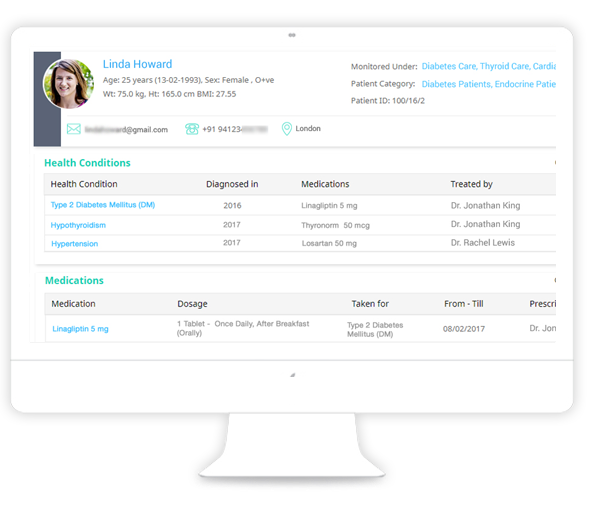 Linda Howard
Age: 25 years (13-02-1993), Sex: Female , O+ve
Wt: 75.0 kg, Ht: 165.0 cm BMI: 27.55
Monitored Under: Diabetes Care, Thyroid Care, Cardia
Patient Category: Diabetes Patients, Endocrine Patie
Patient ID: 100/16/2
@gmail.com +91 94123- London
Health Conditions
Health Condition Diagnosed in Medications Treated by
Type 2 Diabetes Mellitus (DM) 2016 Linagliptin 5 mg Dr. Jonathan King
Hypothyroidism 2017 Thyronorm 50 mcg Dr. Jonathan King
Hypertension 2017 Losartan 50 mg Dr. Rachel Lewis
Medications
Medication Dosage Taken for From - Till Prescri
Linagliptin 5 mg 1 Tablet - Once Daily, After Breakfast Type 2 Diabetes 08/02/2017 Dr. Jon
(Orally) Mellitus (DM)